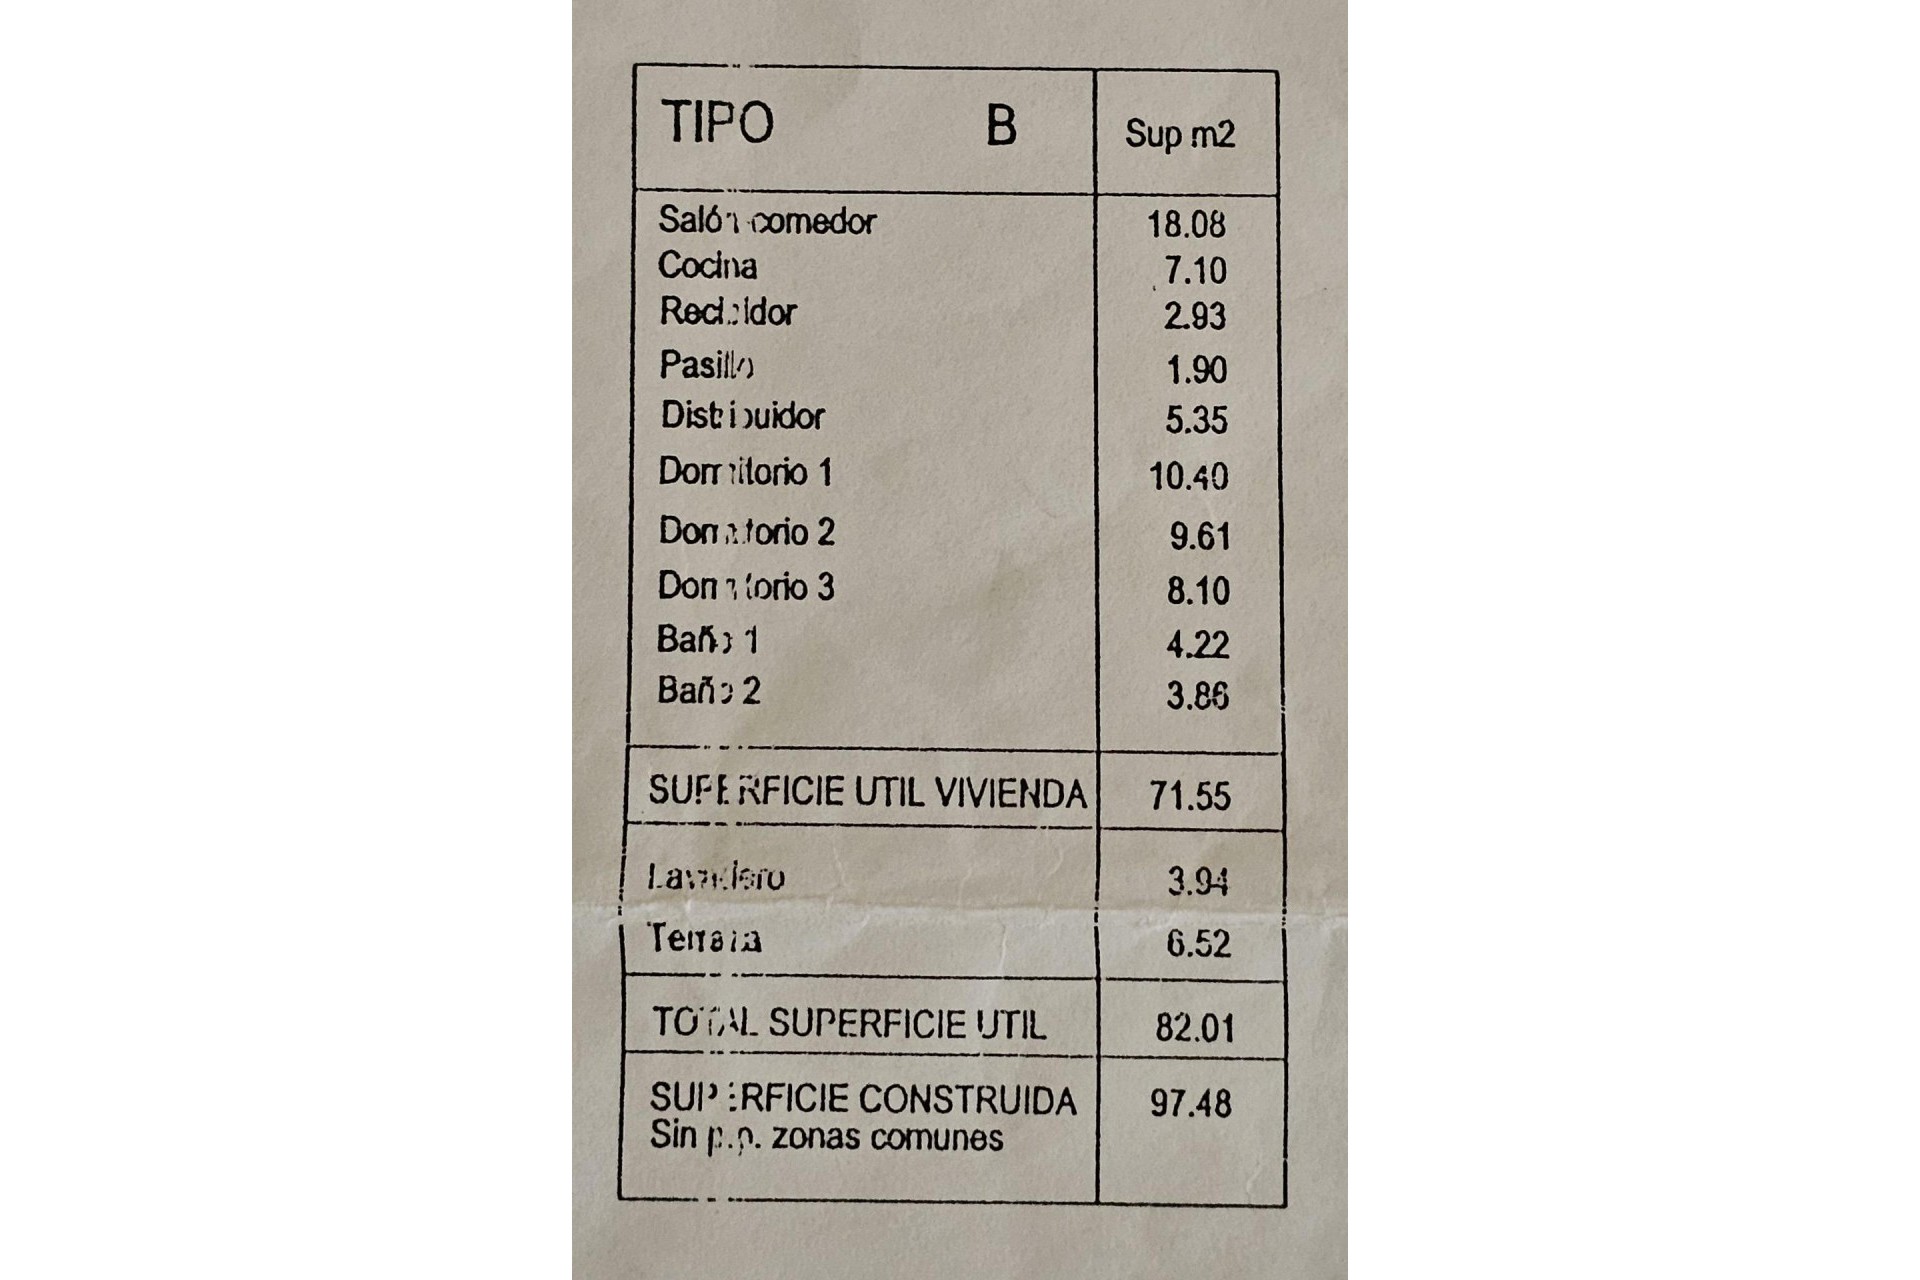 TIPO B Sup m2
Salón comedor 18.08
Cocina 7.10
Recibidor 2.93
Pasillo 1.90
Distribuidor 5.35
Dormitorio 1 10.40
Dormitorio 2 9.61
Dormitorio 3 8.10
Baño 1 4.22
Baño 2 3.86
SUPERFICIE UTIL VIVIENDA 71.55
Lavadero 3.94
Terraza 6.52
TOTAL SUPERFICIE UTIL 82.01
SUPERFICIE CONSTRUIDA 97.48
Sin p.p. zonas comunes